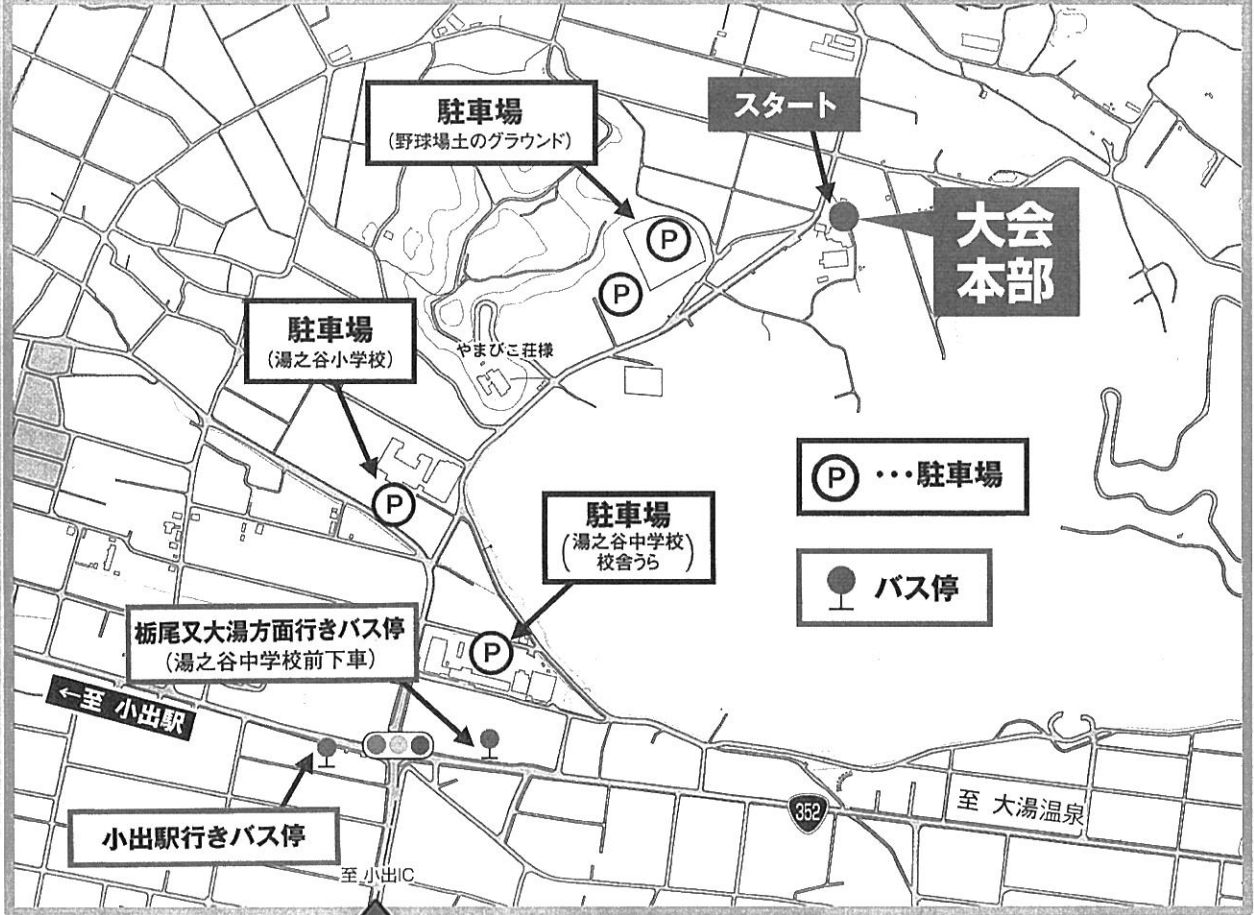 駐車場
(野球場土のグラウンド)
スタート
大会
本部
P
P
駐車場
(湯之谷小学校)
やまびこ荘様
P
P…駐車場
駐車場
(湯之谷中学校
校舎うら)
バス停
栃尾又大湯方面行きバス停
(湯之谷中学校前下車)
P
←至 小出駅
352
至 大湯温泉
小出駅行きバス停
至 小出IC